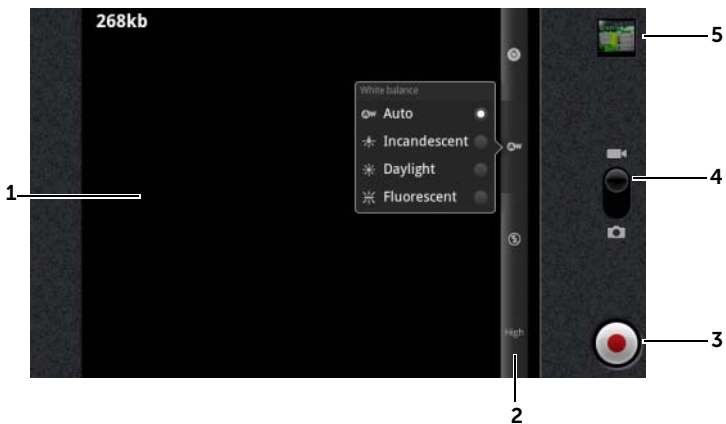 268kb
5
White balance
Auto
Incandescent
Daylight
Fluorescent
1
4
High
3
2